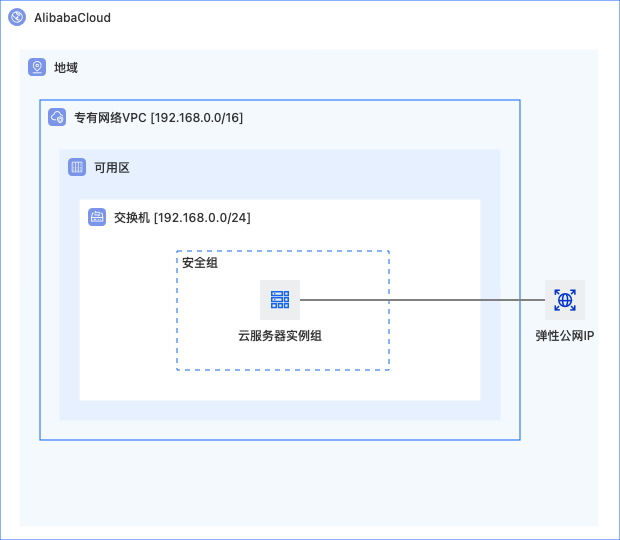 AlibabaCloud
地域
专有网络VPC [192.168.0.0/16]
可用区
交换机 [192.168.0.0/24]
安全组
云服务器实例组
弹性公网IP